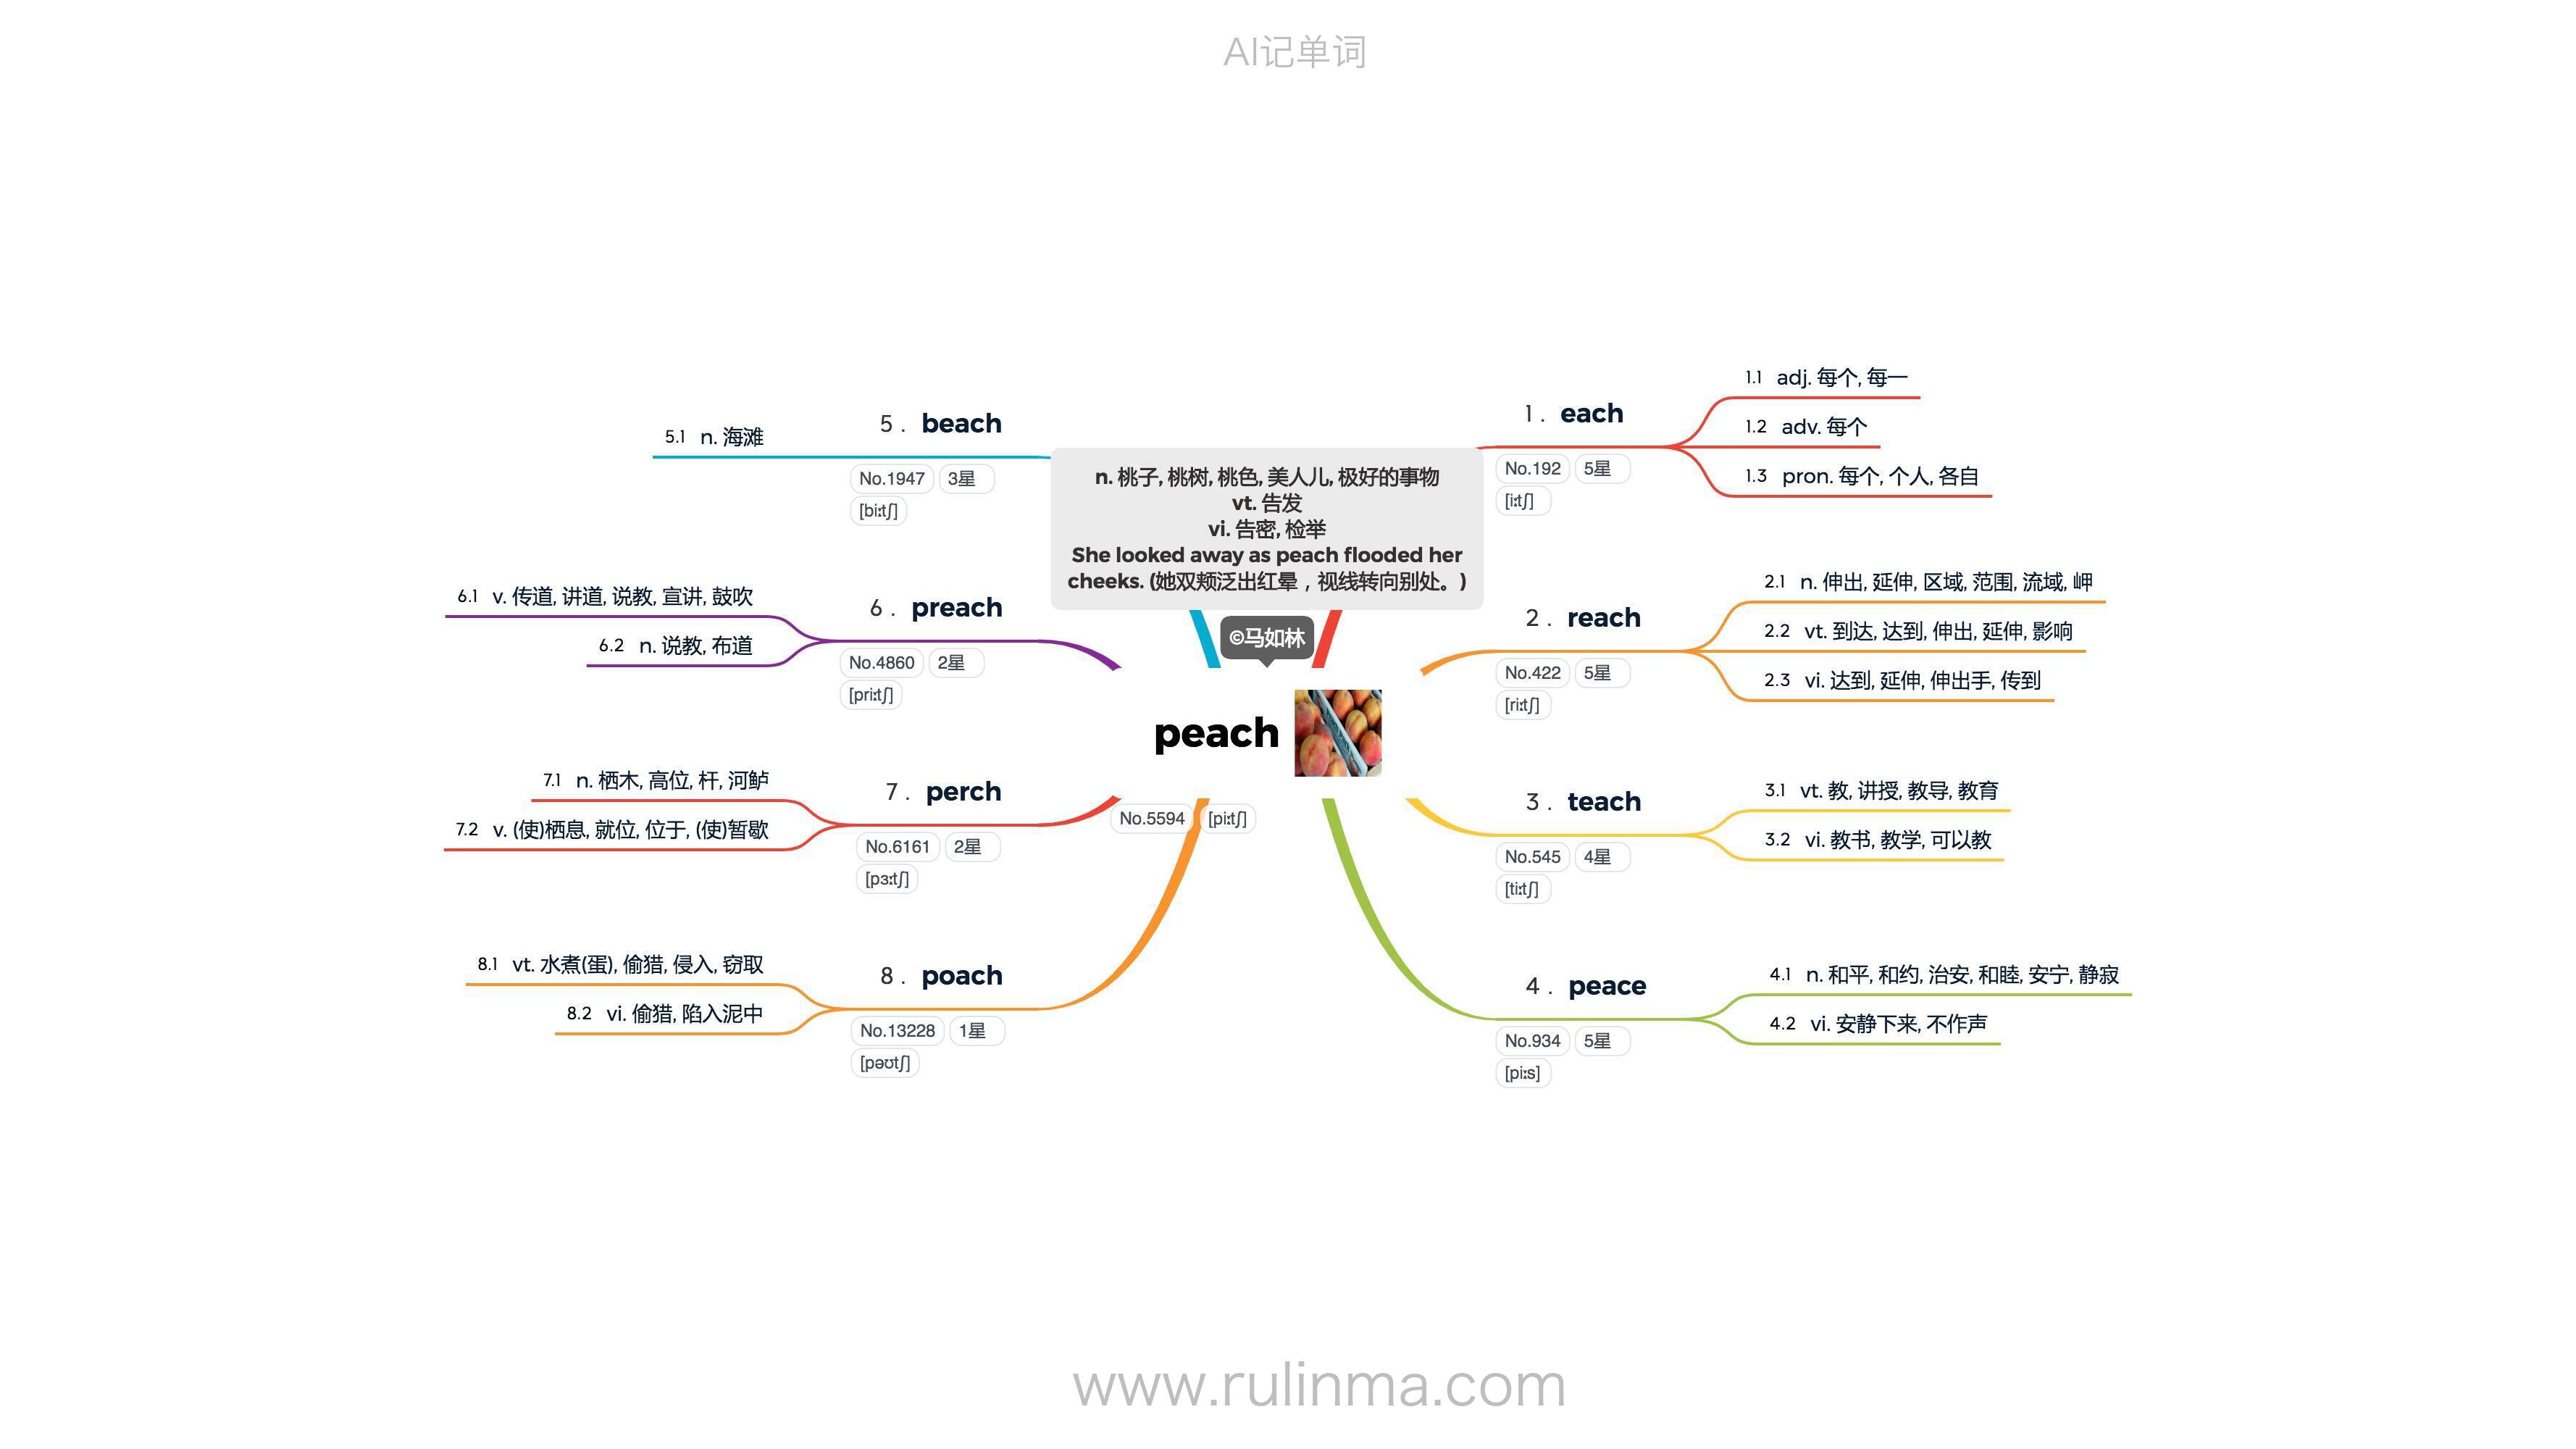 AI记单词
n. 桃子, 桃树, 桃色, 美人儿, 极好的事物
vt. 告发
vi. 告密, 检举
She looked away as peach flooded her
cheeks. (她双颊泛出红晕，视线转向别处。)
©马如林
peach
No.5594 [piːtʃ]
1 . each
No.192 5星
[iːtʃ]
1.1 adj. 每个, 每一
1.2 adv. 每个
1.3 pron. 每个, 个人, 各自
2 . reach
No.422 5星
[riːtʃ]
2.1 n. 伸出, 延伸, 区域, 范围, 流域, 岬
2.2 vt. 到达, 达到, 伸出, 延伸, 影响
2.3 vi. 达到, 延伸, 伸出手, 传到
3 . teach
No.545 4星
[tiːtʃ]
3.1 vt. 教, 讲授, 教导, 教育
3.2 vi. 教书, 教学, 可以教
4 . peace
No.934 5星
[piːs]
4.1 n. 和平, 和约, 治安, 和睦, 安宁, 静寂
4.2 vi. 安静下来, 不作声
5 . beach
No.1947 3星
[biːtʃ]
5.1 n. 海滩
6 . preach
No.4860 2星
[priːtʃ]
6.1 v. 传道, 讲道, 说教, 宣讲, 鼓吹
6.2 n. 说教, 布道
7 . perch
No.6161 2星
[pɜːtʃ]
7.1 n. 栖木, 高位, 杆, 河鲈
7.2 v. (使)栖息, 就位, 位于, (使)暂歇
8 . poach
No.13228 1星
[pəʊtʃ]
8.1 vt. 水煮(蛋), 偷猎, 侵入, 窃取
8.2 vi. 偷猎, 陷入泥中
www.rulinma.com